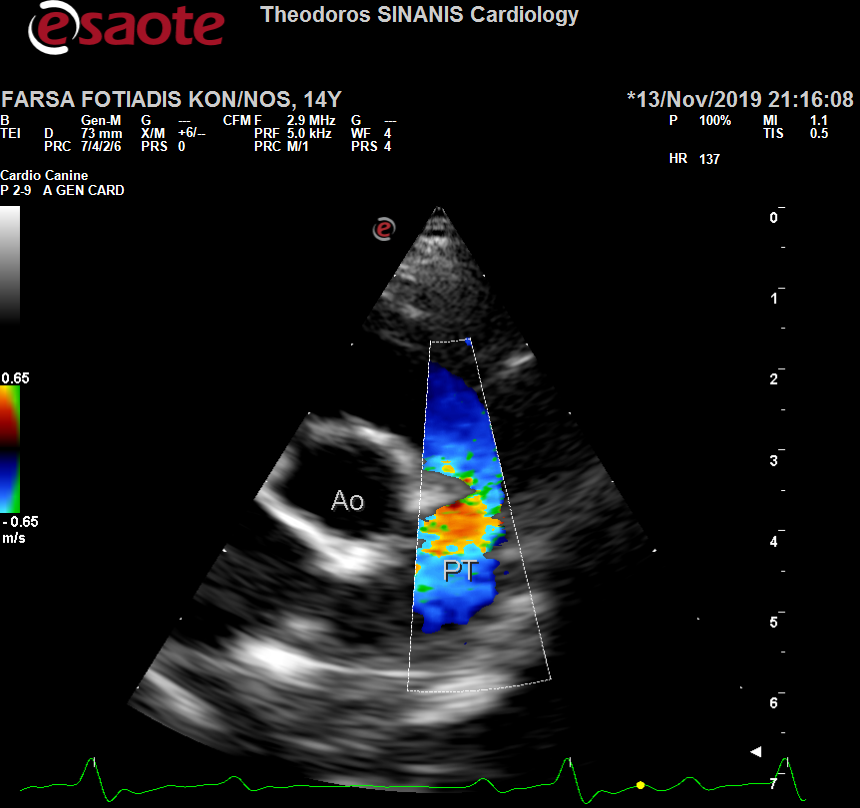 esaote
Theodoros SINANIS Cardiology
FARSA FOTIADIS KON/NOS, 14Y
*13/Nov/2019 21:16:08
B Gen-M G --- CFM F 2.9 MHz G --- P 100% MI 1.1
TEI D 73 mm X/M +6/-- PRF 5.0 kHz WF 4 TIS 0.5
PRC 7/4/2/6 PRS 0 PRC M/1 PRS 4
HR 137
Cardio Canine
P 2-9 A GEN CARD
e
0
1
2
0.65
3
Ao
- 0.65
m/s
4
PT
5
6
7